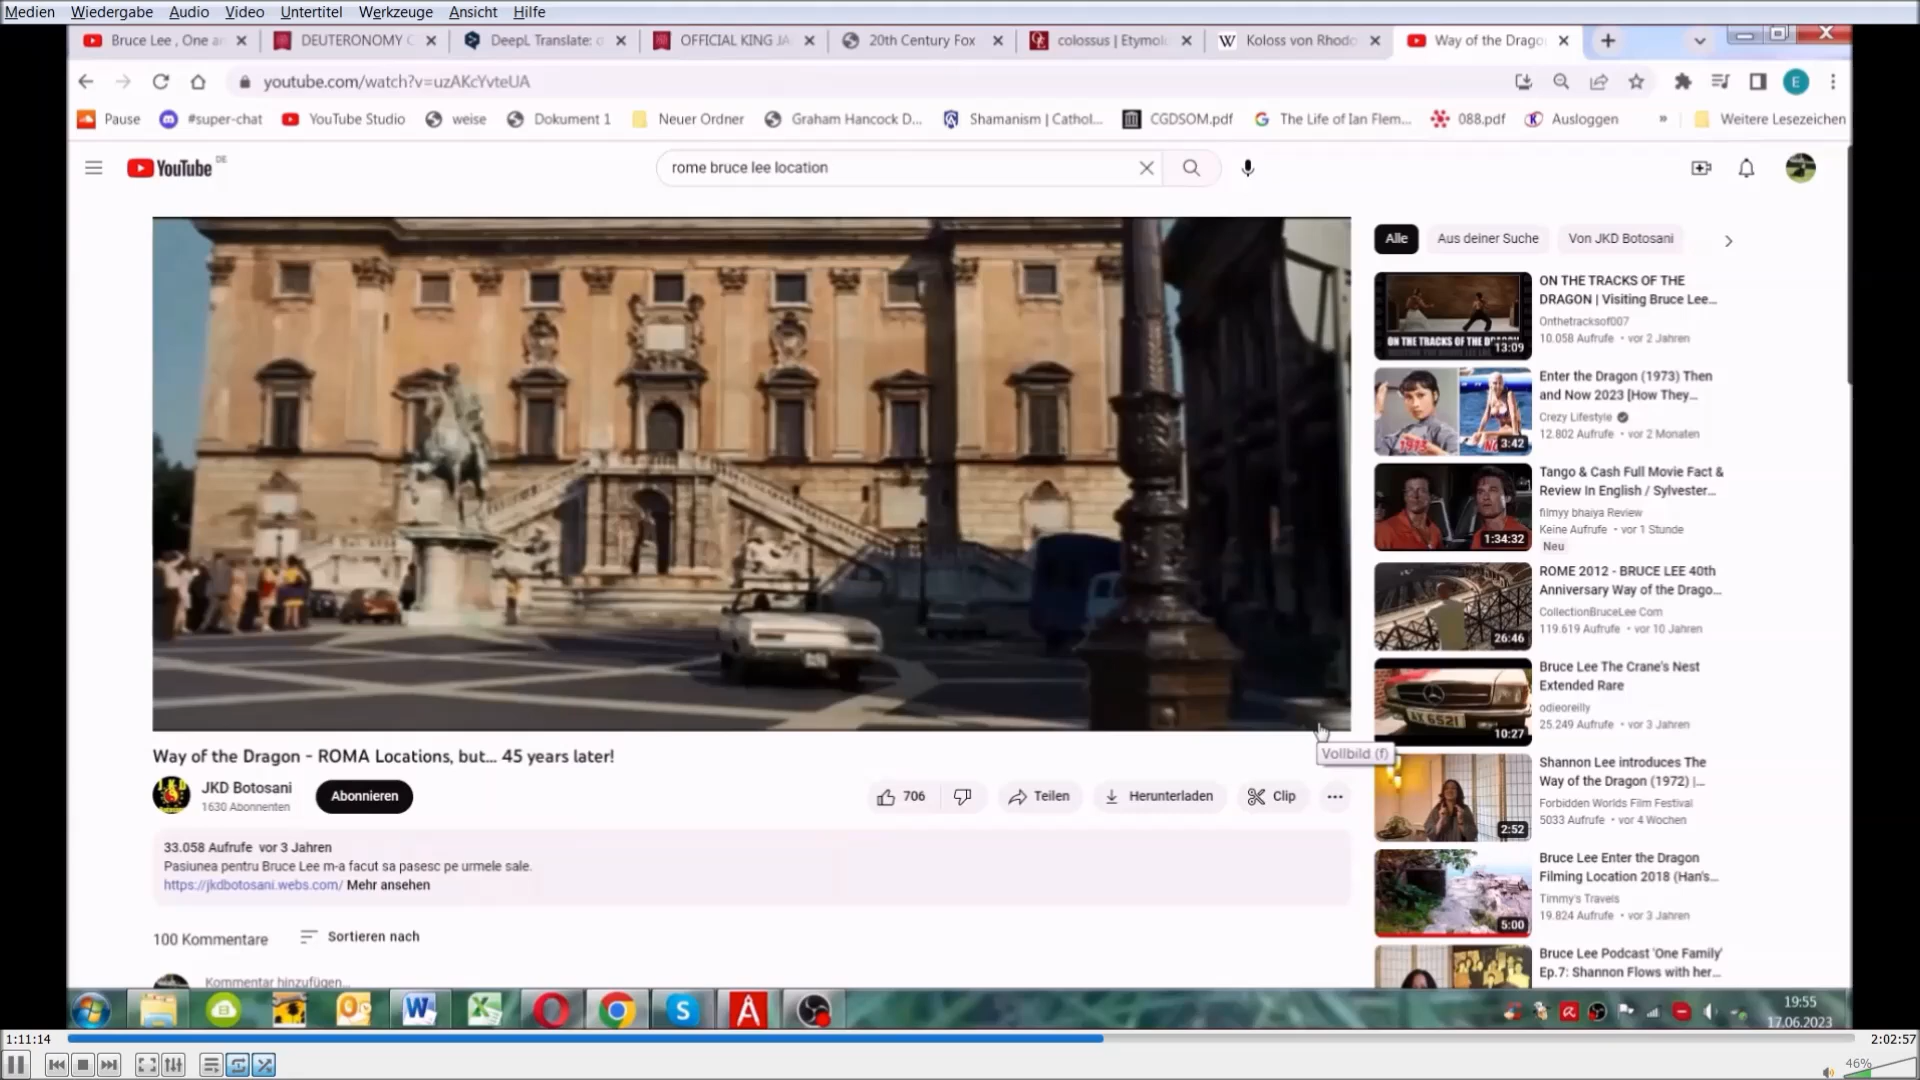 Medien Wiedergabe Audio Video Untertitel Werkzeuge Ansicht Hilfe
Bruce Lee , One a
DEUTERONOMY
DeepL Translate:
OFFICIAL KING JA
20th Century Fox
colossus | Etymol
Koloss von Rhodo
Way of the Drago
youtube.com/watch?v=uzAKcYvteUA
E
Pause #super-chat YouTube Studio weise Dokument 1 Neuer Ordner Graham Hancock D... Shamanism | Cathol... CGDSOM.pdf The Life of Ian Flem... 088.pdf Ausloggen » Weitere Lesezeichen
YouTube DE
rome bruce lee location
Alle Aus deiner Suche Von JKD Botosani
ON THE TRACKS OF THE
DRAGON | Visiting Bruce Lee...
Onthetracksof007
10.058 Aufrufe • vor 2 Jahren
ON THE TRACKS OF THE
13:09
Enter the Dragon (1973) Then
and Now 2023 [How They...
Crezy Lifestyle
12.802 Aufrufe • vor 2 Monaten
1973
3:42
Tango & Cash Full Movie Fact &
Review In English / Sylvester...
filmyy bhaiya Review
Keine Aufrufe • vor 1 Stunde
Neu
1:34:32
ROME 2012 - BRUCE LEE 40th
Anniversary Way of the Drago...
CollectionBruceLee Com
119.619 Aufrufe • vor 10 Jahren
26:46
Bruce Lee The Crane's Nest
Extended Rare
odieoreilly
25.249 Aufrufe • vor 3 Jahren
AX 6521
10:27
Shannon Lee introduces The
Way of the Dragon (1972) |...
Forbidden Worlds Film Festival
5033 Aufrufe • vor 4 Wochen
2:52
Bruce Lee Enter the Dragon
Filming Location 2018 (Han's...
Timmy's Travels
19.824 Aufrufe • vor 3 Jahren
5:00
Bruce Lee Podcast 'One Family'
Ep.7: Shannon Flows with her...
Vollbild (f)
Way of the Dragon - ROMA Locations, but... 45 years later!
JKD Botosani
1630 Abonnenten
Abonnieren
706 Teilen Herunterladen Clip
33.058 Aufrufe vor 3 Jahren
Pasiunea pentru Bruce Lee m-a facut sa pasesc pe urmele sale.
https://jkdbotosani.webs.com/ Mehr ansehen
100 Kommentare Sortieren nach
Kommentar hinzufügen...
19:55
17.06.2023
1:11:14 2:02:57
46%